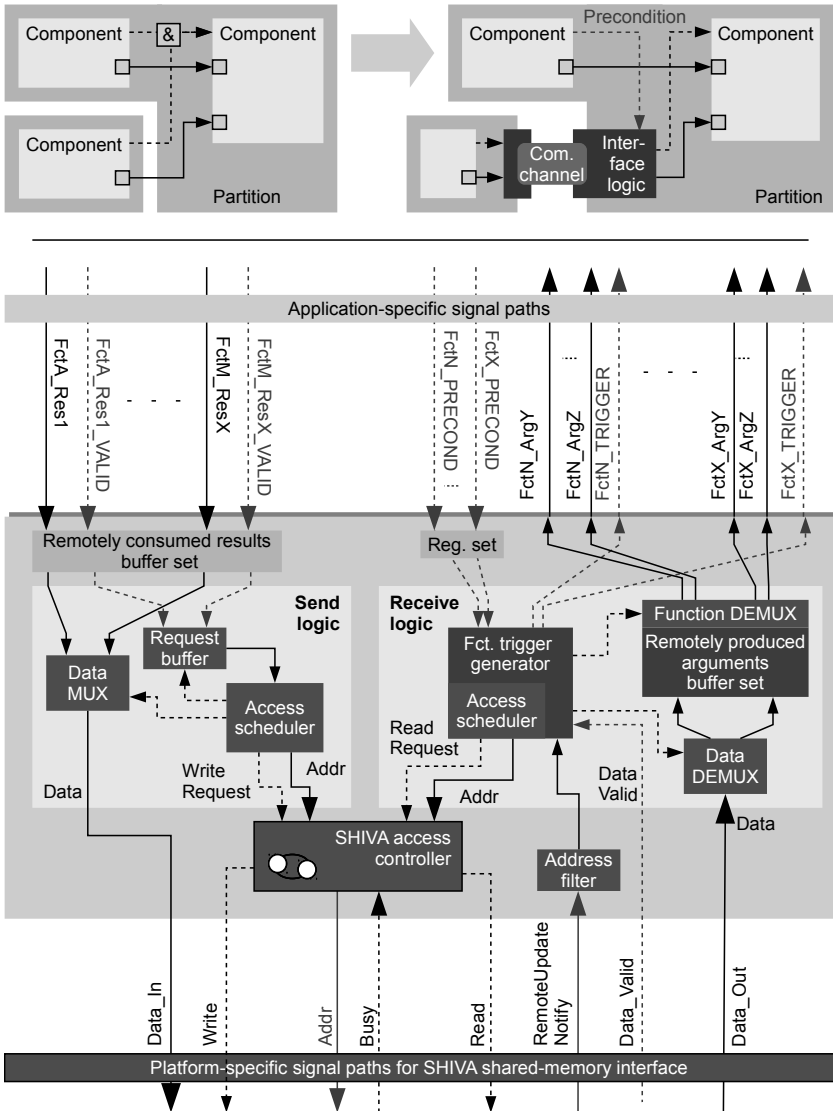 Component
&
Component
Component
Partition
Component
Precondition
Component
Com.
channel
Inter-
face
logic
Partition
Application-specific signal paths
FctA_Res1
FctA_Res1_VALID
. . .
FctM_ResX
FctM_ResX_VALID
FctN_PRECOND
....
FctX_PRECOND
FctN_ArgY
.....
FctN_ArgZ
FctN_TRIGGER
. . . .
FctX_ArgY
.....
FctX_ArgZ
FctX_TRIGGER
Remotely consumed results
buffer set
Reg. set
Send
logic
Receive
logic
Request
buffer
Data
MUX
Access
scheduler
Write
Request
Addr
Data
Fct. trigger
generator
Access
scheduler
Read
Request
Addr
Function DEMUX
Remotely produced
arguments
buffer set
Data
DEMUX
Data
Valid
Data
SHIVA access
controller
Address
filter
Data_In
Write
Addr
Busy
Read
RemoteUpdate
Notify
Data_Valid
Data_Out
Platform-specific signal paths for SHIVA shared-memory interface